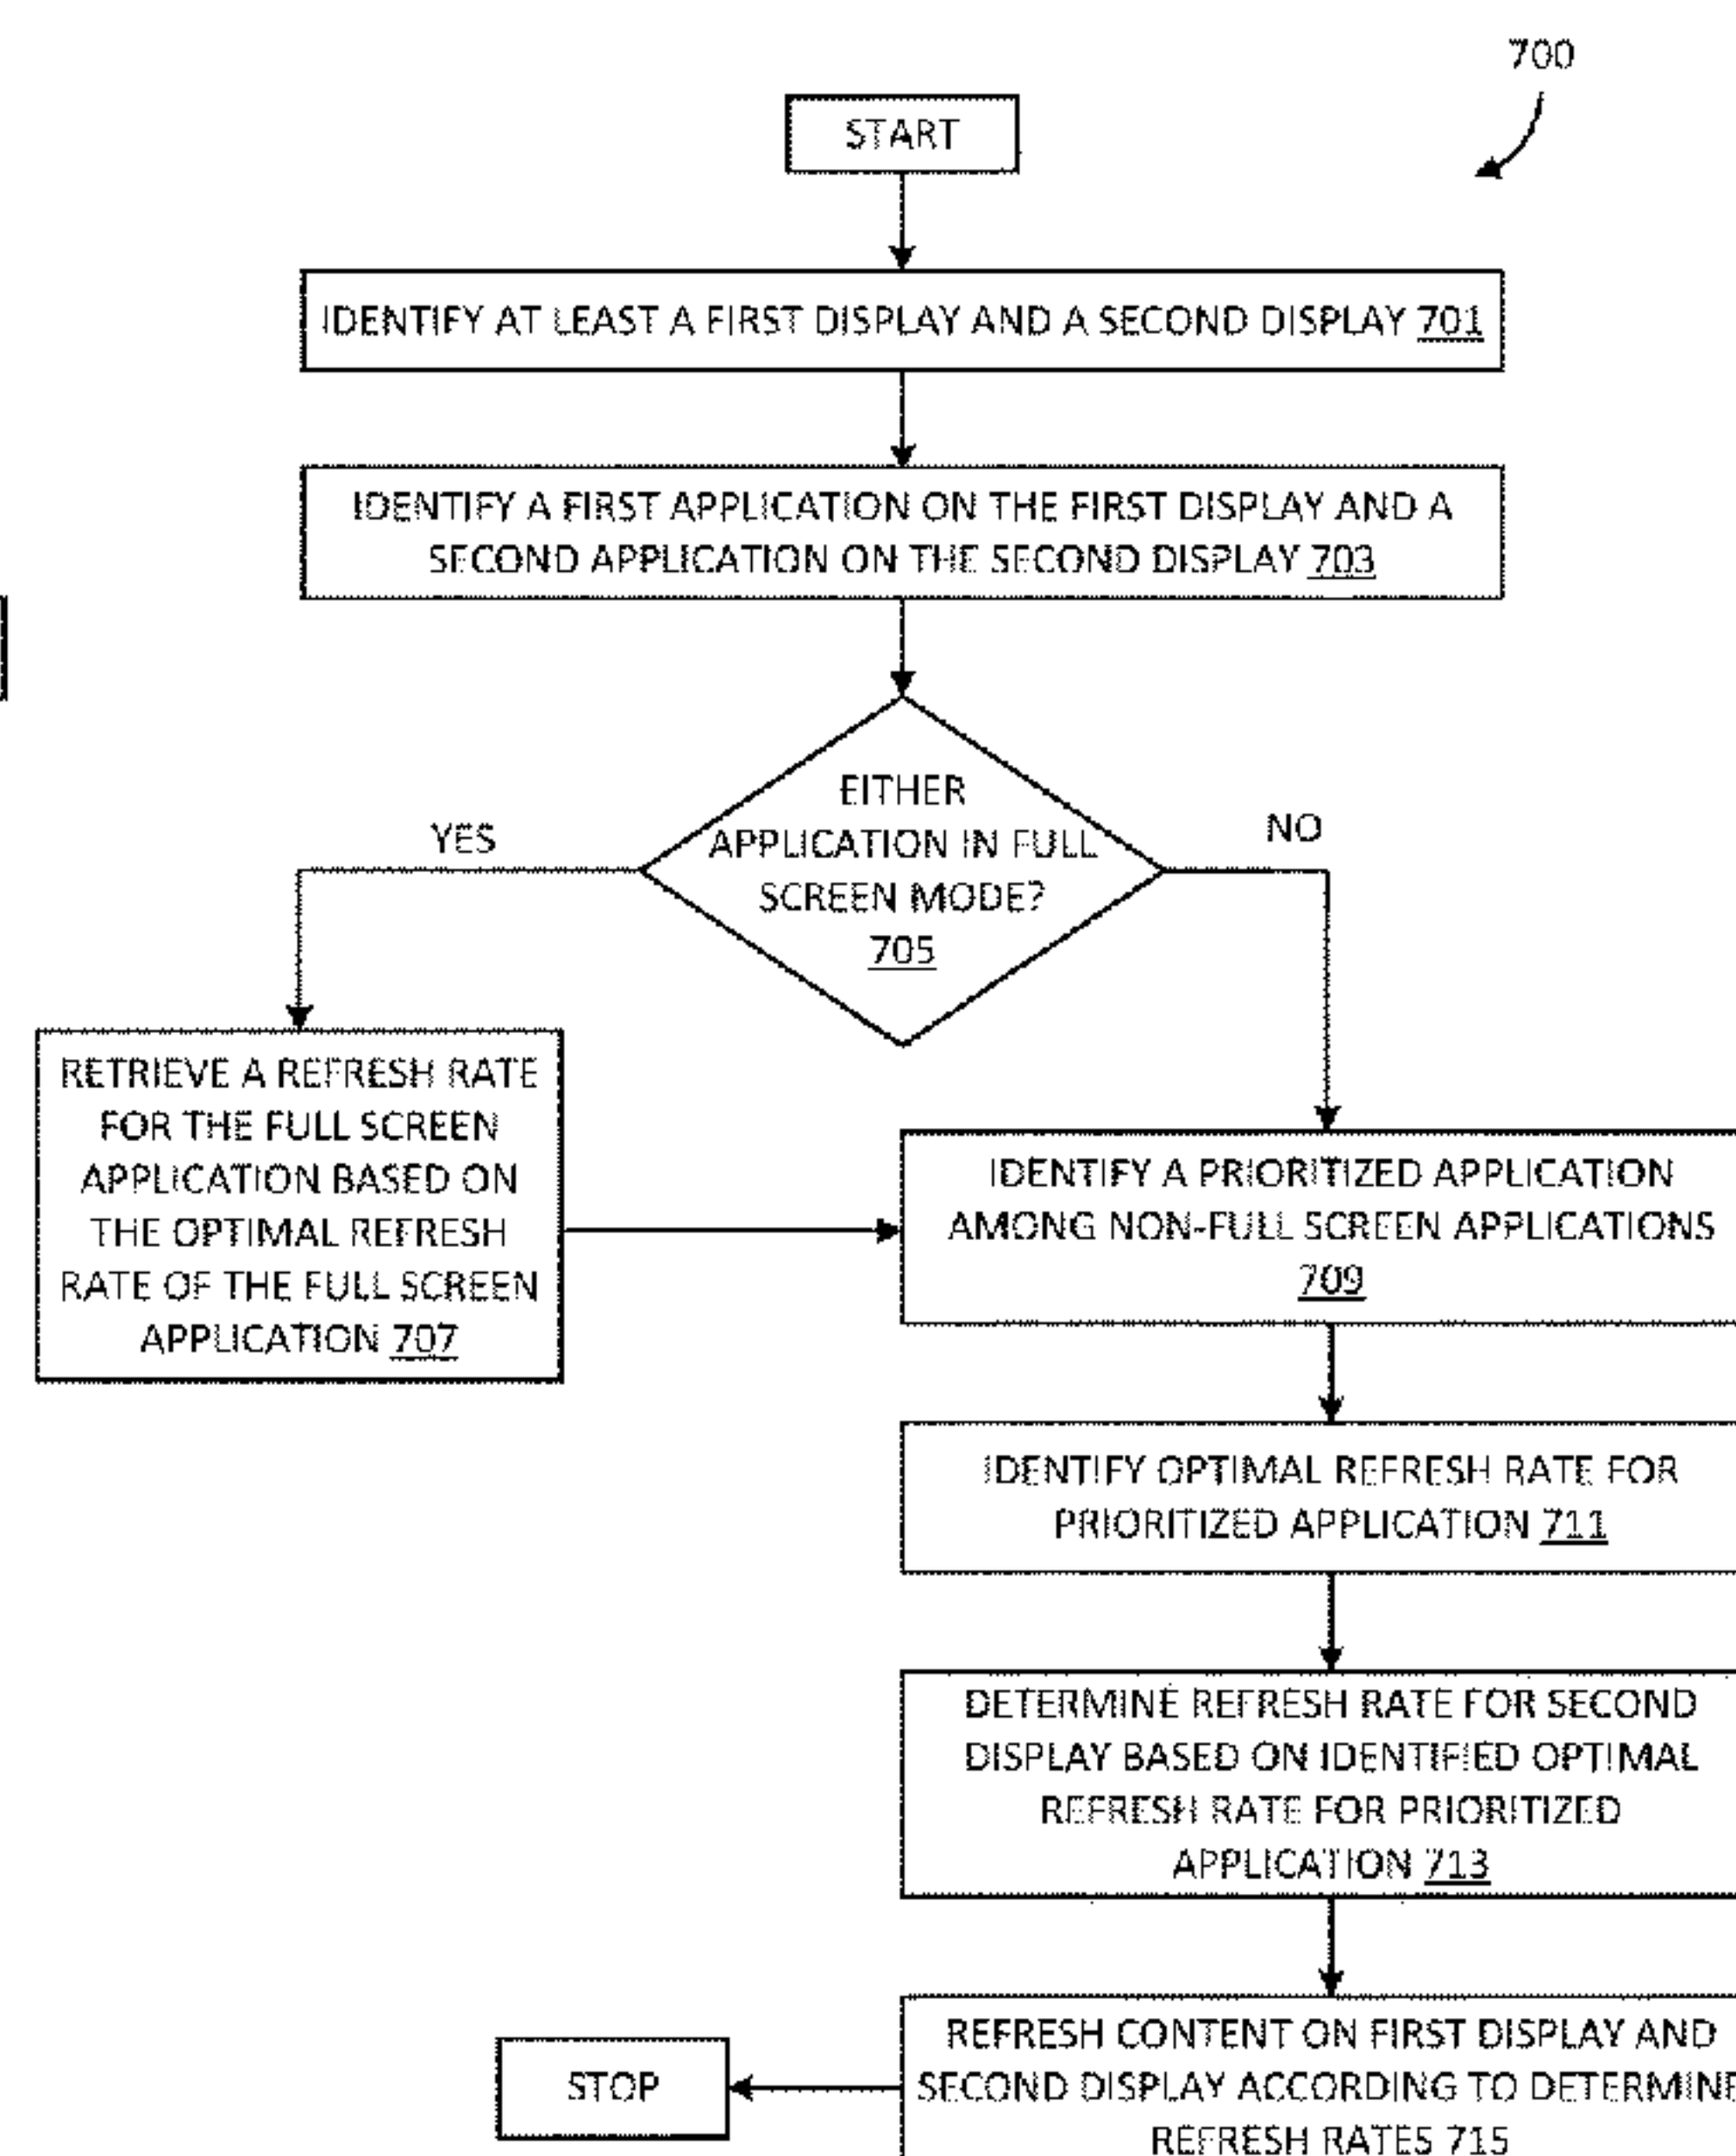 700
START
IDENTIFY AT LEAST A FIRST DISPLAY AND A SECOND DISPLAY 701
IDENTIFY A FIRST APPLICATION ON THE FIRST DISPLAY AND A
SECOND APPLICATION ON THE SECOND DISPLAY 703
EITHER
APPLICATION IN FULL
SCREEN MODE?
705
YES
NO
RETRIEVE A REFRESH RATE
FOR THE FULL SCREEN
APPLICATION BASED ON
THE OPTIMAL REFRESH
RATE OF THE FULL SCREEN
APPLICATION 707
IDENTIFY A PRIORITIZED APPLICATION
AMONG NON-FULL SCREEN APPLICATIONS
709
IDENTIFY OPTIMAL REFRESH RATE FOR
PRIORITIZED APPLICATION 711
DETERMINE REFRESH RATE FOR SECOND
DISPLAY BASED ON IDENTIFIED OPTIMAL
REFRESH RATE FOR PRIORITIZED
APPLICATION 713
REFRESH CONTENT ON FIRST DISPLAY AND
SECOND DISPLAY ACCORDING TO DETERMINE
REFRESH RATES 715
STOP